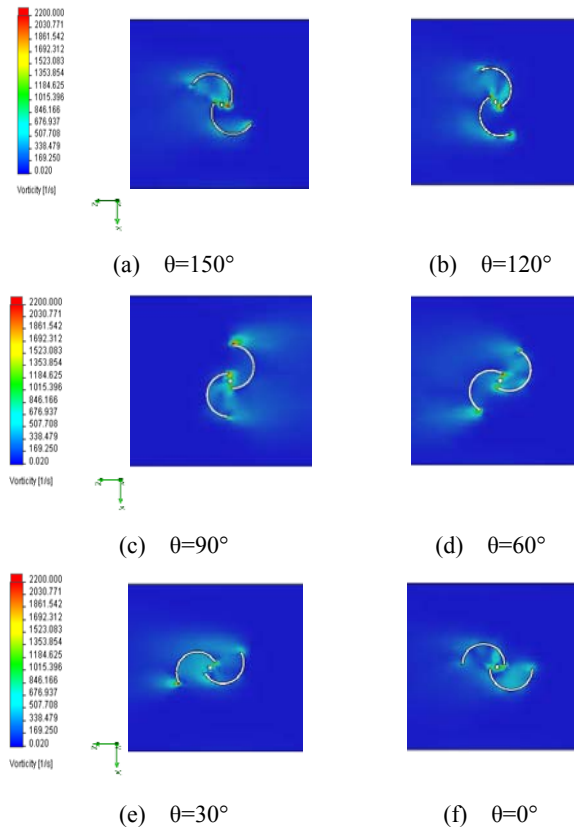 2200.000
2030.771
1861.542
1692.312
1523.083
1353.854
1184.625
1015.396
846.166
676.937
507.708
338.479
169.250
0.020
Vorticity [1/s]
Z
X
(a) θ=150°
(b) θ=120°
2200.000
2030.771
1861.542
1692.312
1523.083
1353.854
1184.625
1015.396
846.166
676.937
507.708
338.479
169.250
0.020
Vorticity [1/s]
Z
X
(c) θ=90°
(d) θ=60°
2200.000
2030.771
1861.542
1692.312
1523.083
1353.854
1184.625
1015.396
846.166
676.937
507.708
338.479
169.250
0.020
Vorticity [1/s]
Z
X
(e) θ=30°
(f) θ=0°